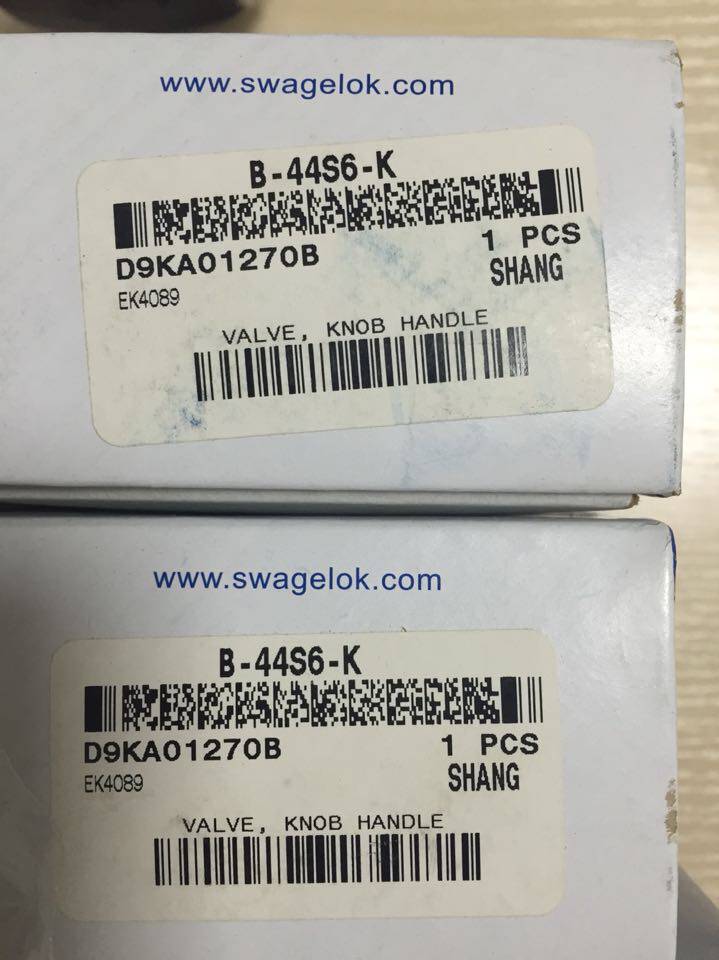 www.swagelok.com
B-44S6-K
D9KA01270B 1 PCS
EK4089 SHANG
VALVE, KNOB HANDLE
www.swagelok.com
B-44S6-K
D9KA01270B 1 PCS
EK4089 SHANG
VALVE, KNOB HANDLE